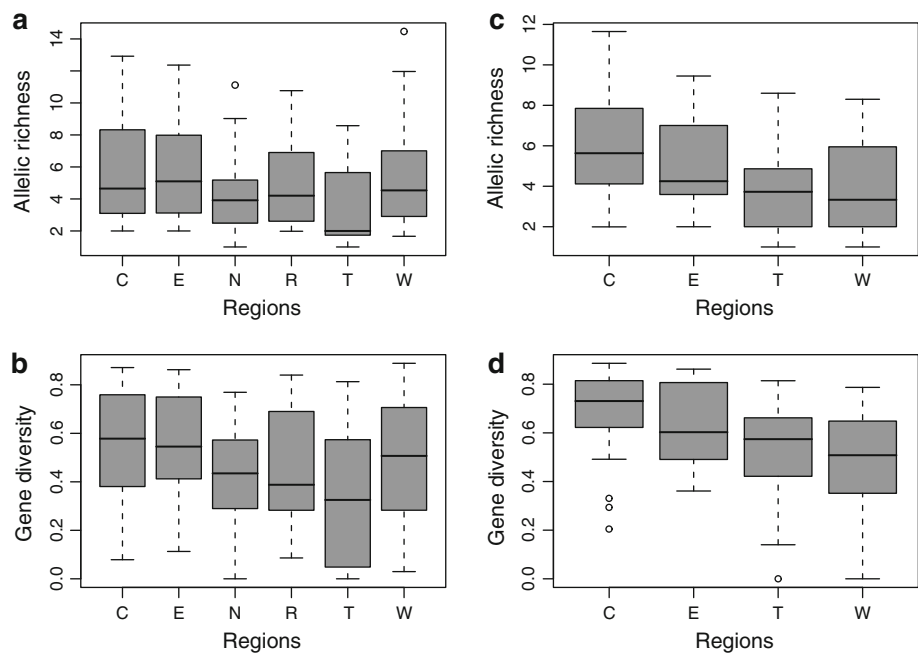 a
Allelic richness
14
10
8
6
4
2
C E N R T W
Regions
b
Gene diversity
0.8
0.6
0.4
0.2
0.0
C E N R T W
Regions
c
Allelic richness
12
10
8
6
4
2
C E T W
Regions
d
Gene diversity
0.8
0.6
0.4
0.2
0.0
C E T W
Regions